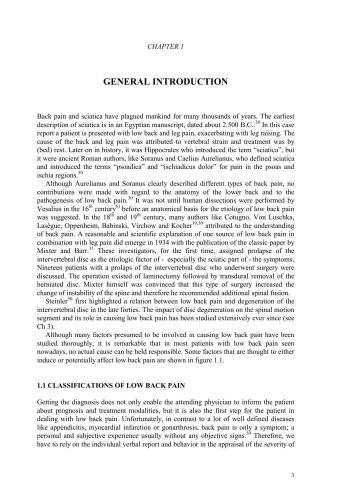 CHAPTER 1
GENERAL INTRODUCTION
Back pain and sciatica have plagued mankind for many thousands of years. The earliest
description of sciatica is in an Egyptian manuscript, dated about 2.500 B.C..30 In this case
report a patient is presented with low back and leg pain, exacerbating with leg raising. The
cause of the back and leg pain was attributed to vertebral strain and treatment was by
(bed) rest. Later on in history, it was Hippocrates who introduced the term “sciatica”, but
it were ancient Roman authors, like Soranus and Caelius Aurelianus, who defined sciatica
and introduced the terms “psoadica” and “ischiadicus dolor” for pain in the psoas and
ischia regions.30
Although Aurelianus and Soranus clearly described different types of back pain, no
contributions were made with regard to the anatomy of the lower back and to the
pathogenesis of low back pain.30 It was not until human dissections were performed by
Vesalius in the 16th century before an anatomical basis for the etiology of low back pain
was suggested. In the 18th and 19th century, many authors like Cotugno, Von Luschka,
Lasègue, Oppenheim, Babinski, Virchow and Kocher attributed to the understanding
of back pain. A reasonable and scientific explanation of one source of low back pain in
combination with leg pain did emerge in 1934 with the publication of the classic paper by
Mixter and Barr. These investigators, for the first time, assigned prolapse of the
intervertebral disc as the etiologic factor of - especially the sciatic part of - the symptoms.
Nineteen patients with a prolaps of the intervertebral disc who underwent surgery were
discussed. The operation existed of laminectomy followed by transdural removal of the
herniated disc. Mixter himself was convinced that this type of surgery increased the
change of instability of the spine and therefore he recommended additional spinal fusion.
Steinler first highlighted a relation between low back pain and degeneration of the
intervertebral disc in the late forties. The impact of disc degeneration on the spinal motion
segment and its role in causing low back pain has been studied extensively ever since (see
Ch 3).
Although many factors presumed to be involved in causing low back pain have been
studied thoroughly, it is remarkable that in most patients with low back pain seen
nowadays, no actual cause can be held responsible. Some factors that are thought to either
induce or potentially affect low back pain are shown in figure 1.1.
1.1 CLASSIFICATIONS OF LOW BACK PAIN
Getting the diagnosis does not only enable the attending physician to inform the patient
about prognosis and treatment modalities, but it is also the first step for the patient in
dealing with low back pain. Unfortunately, in contrast to a lot of well defined diseases
like appendicitis, myocardial infarction or gonarthrosis, back pain is only a symptom; a
personal and subjective experience usually without any objective signs. Therefore, we
have to rely on the individual verbal report and behavior in the appraisal of the severity of
3